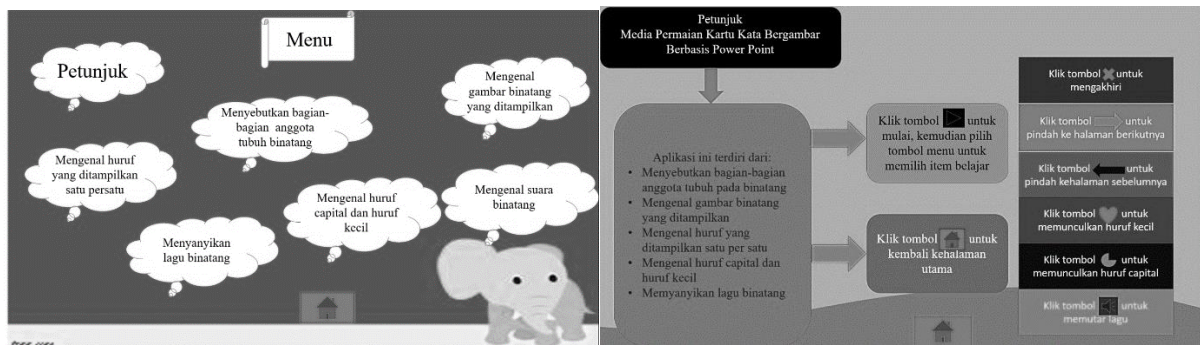 Menu
Petunjuk
Mengenal
gambar binatang
yang ditampilkan
Menyebutkan bagian-
bagian anggota
tubuh binatang
Mengenal huruf
yang ditampilkan
satu persatu
Mengenal huruf
capital dan huruf
kecil
Mengenal suara
binatang
Menyanyikan
lagu binatang
Petunjuk
Media Permaian Kartu Kata Bergambar
Berbasis Power Point
Aplikasi ini terdiri dari:
• Menyebutkan bagian-bagian
anggota tubuh pada binatang
• Mengenal gambar binatang
yang ditampilkan
• Mengenal huruf yang
ditampilkan satu per satu
• Mengenal huruf capital dan
huruf kecil
• Memyanyikan lagu binatang
Klik tombol untuk
mulai, kemudian pilih
tombol menu untuk
memilih item belajar
Klik tombol untuk
kembali kehalaman
utama
Klik tombol untuk
mengakhiri
Klik tombol untuk
pindah ke halaman berikutnya
Klik tombol untuk
pindah kehalaman sebelumnya
Klik tombol untuk
memunculkan huruf kecil
Klik tombol untuk
memunculkan huruf capital
Klik tombol untuk
memutar lagu